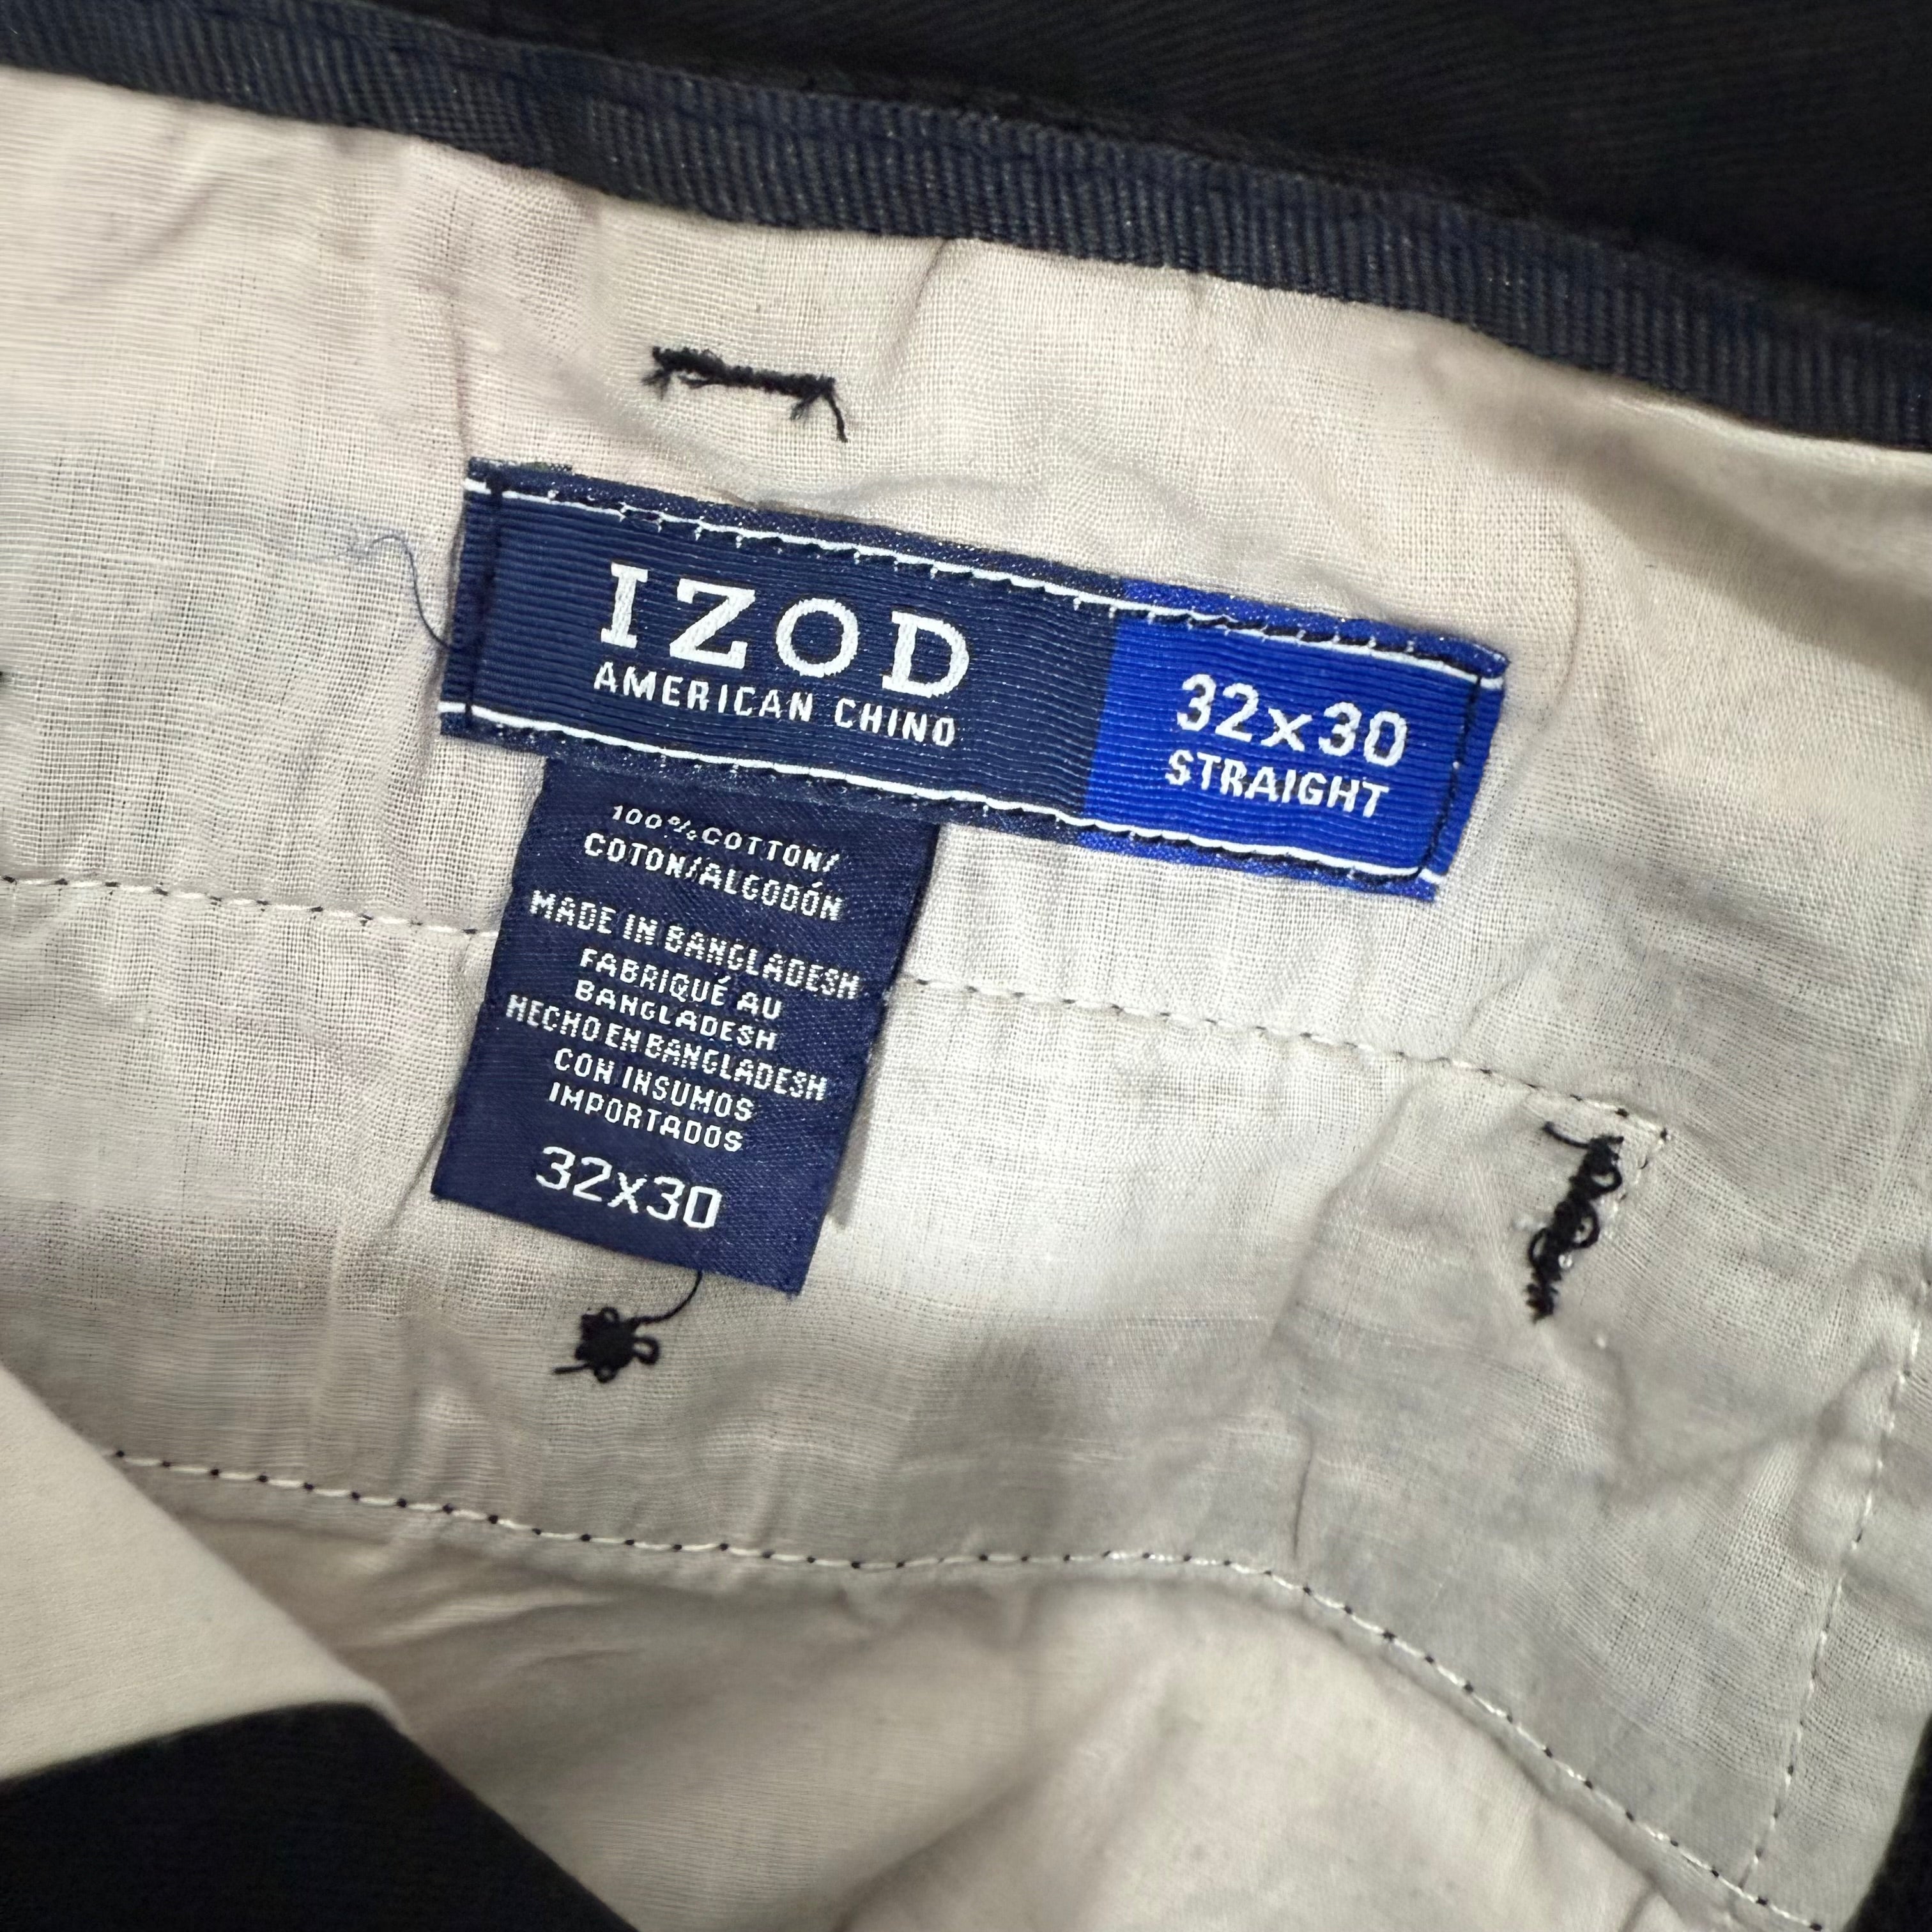 IZOD
AMERICAN CHINO
32x30
STRAIGHT
100% COTTON/
COTON/ALGODÓN
MADE IN BANGLADESH
FABRIQUÉ AU
BANGLADESH
HECHO EN BANGLADESH
CON INSUMOS
IMPORTADOS
32X30